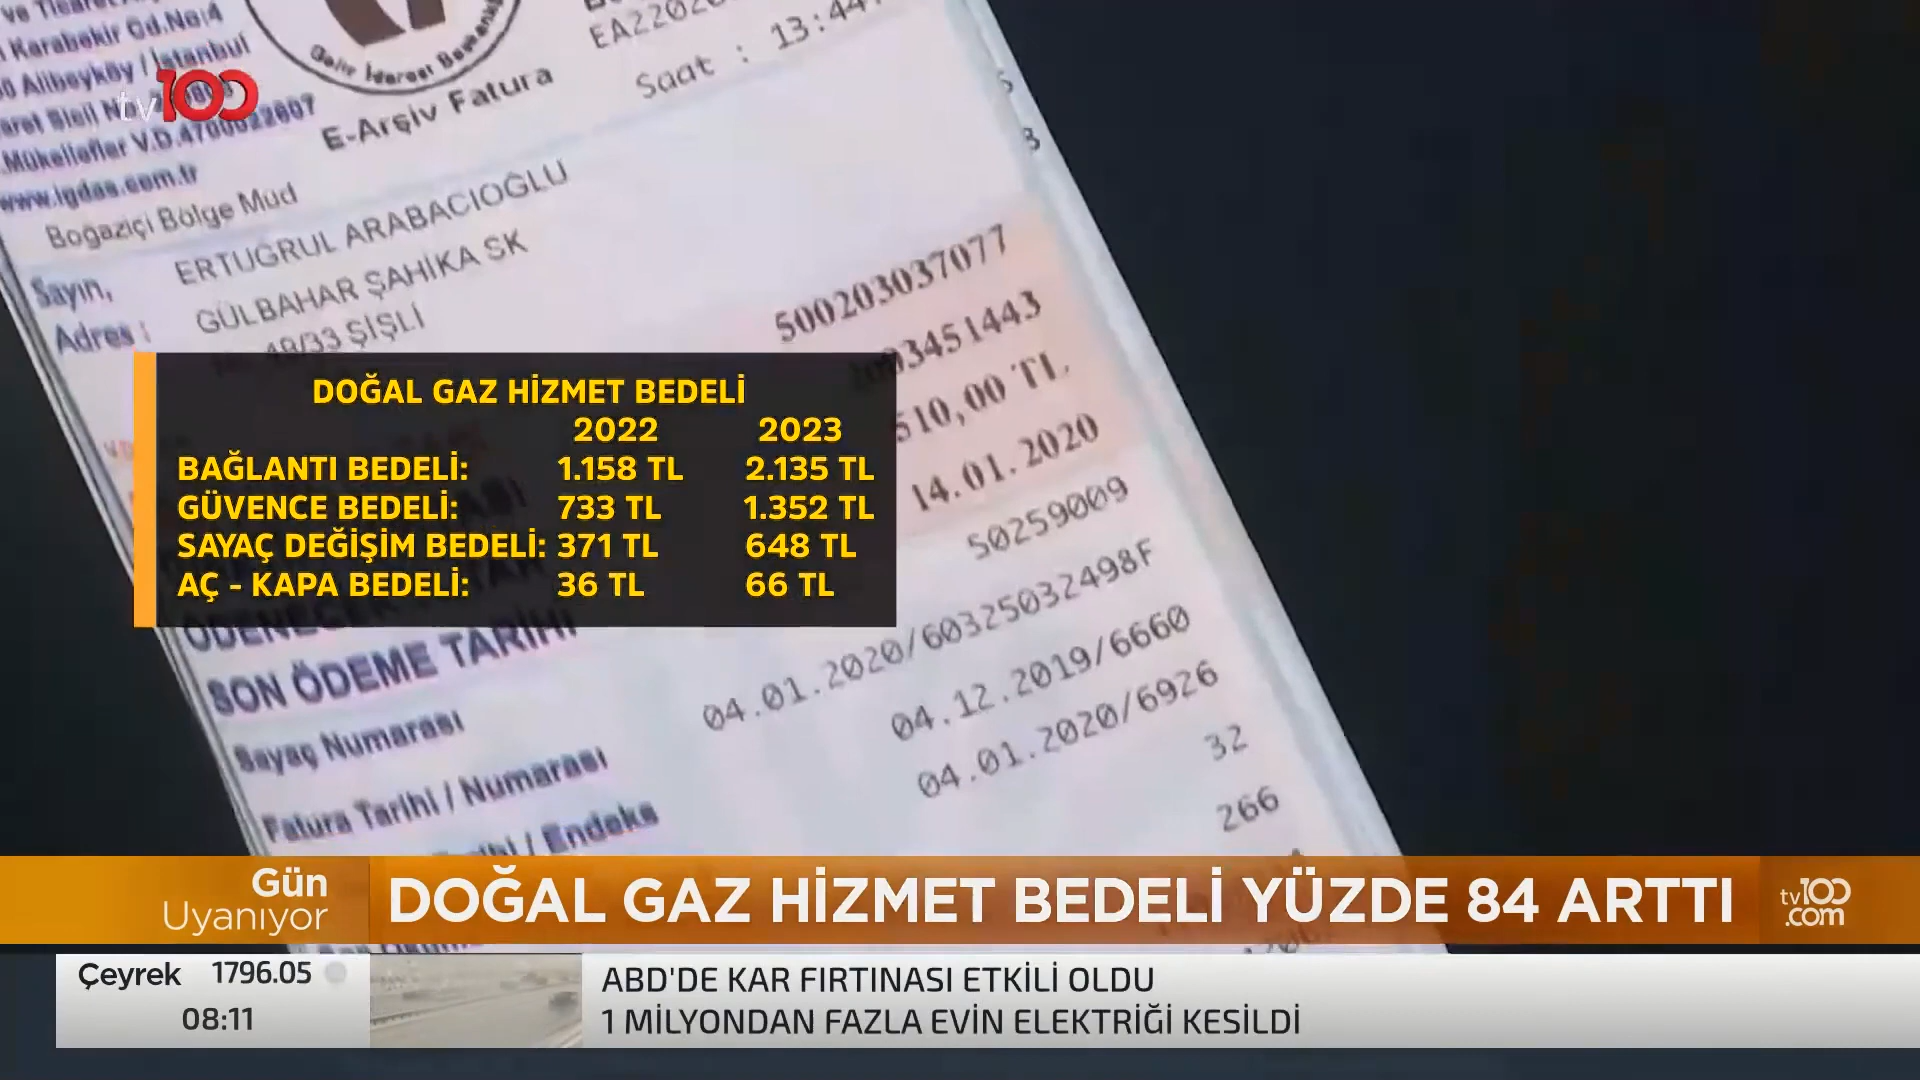 Cd.No:4
Karabekir
Alibeyköy / İstanbul
www.igdas.com.tr
Boğaziçi Bölge Müd
E-Arşiv Fatura
Saat : 13:44
tv100
Sayın, ERTUĞRUL ARABACIOĞLU
Adres : GÜLBAHAR ŞAHİKA SK
48/33 ŞİŞLİ
500203037077
3451443
510,00 TL
14.01.2020
50259009
04.01.2020/60325032498F
04.12.2019/6660
04.01.2020/6926
32
266
DOĞAL GAZ HİZMET BEDELİ
2022 2023
BAĞLANTI BEDELİ: 1.158 TL 2.135 TL
GÜVENCE BEDELİ: 733 TL 1.352 TL
SAYAÇ DEĞİŞİM BEDELİ: 371 TL 648 TL
AÇ - KAPA BEDELİ: 36 TL 66 TL
SON ÖDEME TARİHİ
Sayaç Numarası
Fatura Tarihi / Numarası
/ Endeks
Gün
Uyanıyor
DOĞAL GAZ HİZMET BEDELİ YÜZDE 84 ARTTI
tv100
.com
Çeyrek 1796.05
08:11
ABD'DE KAR FIRTINASI ETKİLİ OLDU
1 MİLYONDAN FAZLA EVİN ELEKTRİĞİ KESİLDİ